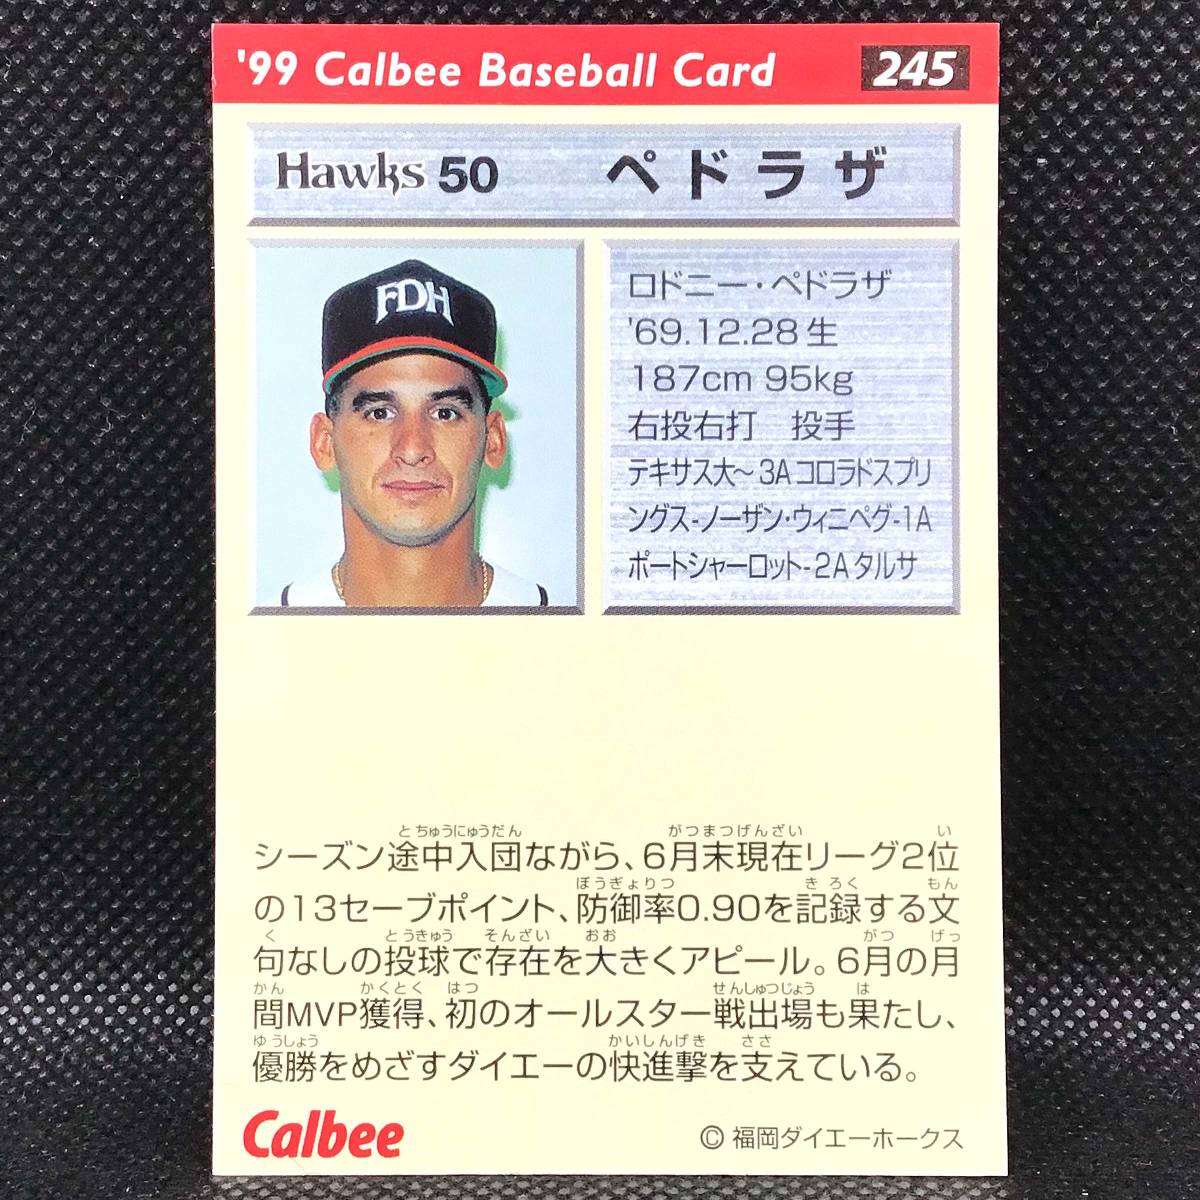 '99 Calbee Baseball Card 245
Hawks 50 ペドラザ
FDH
ロドニー・ペドラザ
'69.12.28生
187cm 95kg
右投右打 投手
テキサス大〜3Aコロラドスプリ
ングス-ノーザン・ウィニペグ-1A
ポートシャーロット-2Aタルサ
とちゅうにゅうだん がつまつげんざい い
シーズン途中入団ながら、6月末現在リーグ2位
ぼうぎょりつ きろく もん
の13セーブポイント、防御率0.90を記録する文
く とうきゅう そんざい おお がつ げっ
句なしの投球で存在を大きくアピール。6月の月
かん かくとく はつ せんしゅつじょう は
間MVP獲得、初のオールスター戦出場も果たし、
ゆうしょう かいしんげき ささ
優勝をめざすダイエーの快進撃を支えている。
Calbee © 福岡ダイエーホークス